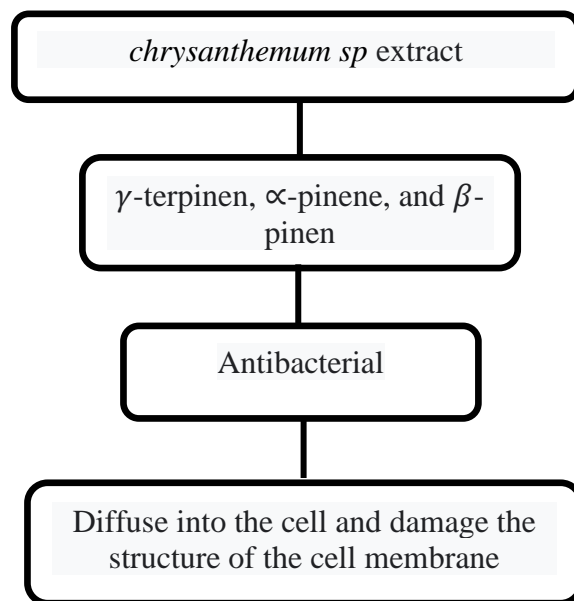 chrysanthemum sp extract
γ-terpinen, ∝-pinene, and β-
pinen
Antibacterial
Diffuse into the cell and damage the
structure of the cell membrane